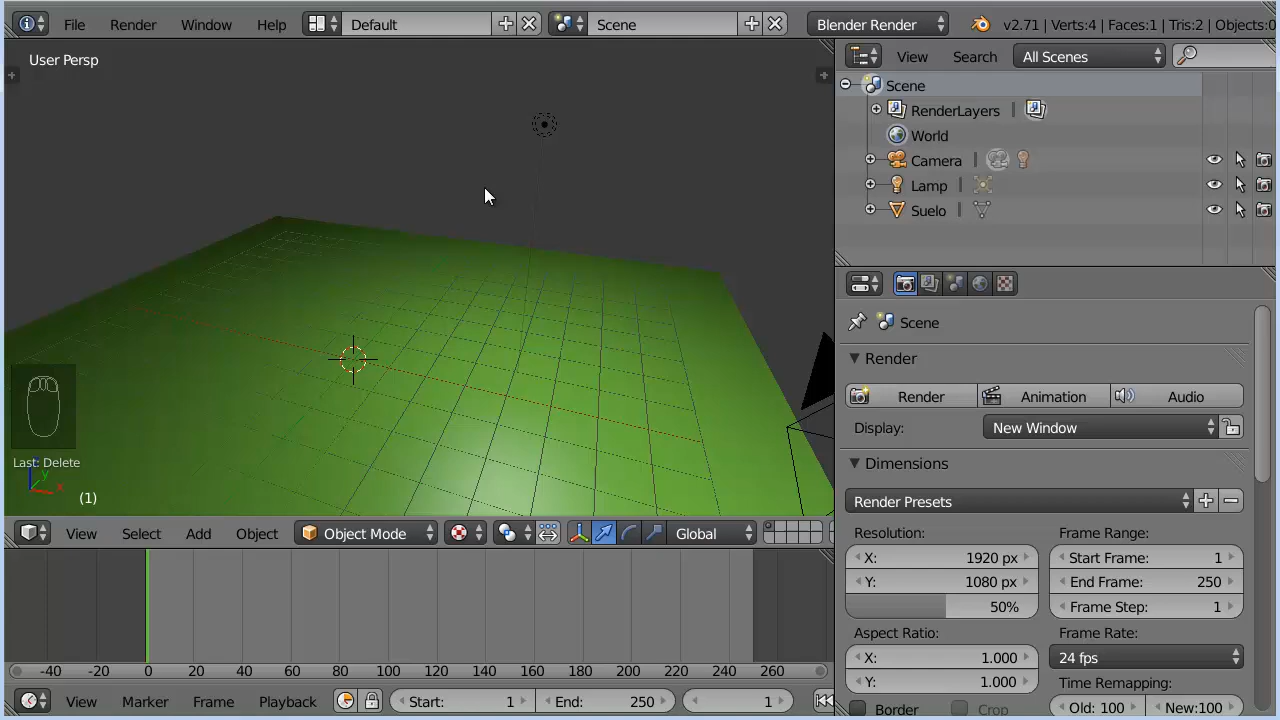 File Render Window Help Default Scene Blender Render v2.71 | Verts:4 | Faces:1 | Tris:2 | Objects:0
User Persp
View Search All Scenes
Scene
RenderLayers
World
Camera
Lamp
Suelo
Scene
Render
Render Animation Audio
Display: New Window
Dimensions
Render Presets
Resolution: Frame Range:
X: 1920 px Start Frame: 1
Y: 1080 px End Frame: 250
50% Frame Step: 1
Aspect Ratio: Frame Rate:
X: 1.000 24 fps
Y: 1.000 Time Remapping:
Border Crop Old: 100 New:100
Last: Delete
z y x
(1)
View Select Add Object Object Mode Global
-40 -20 0 20 40 60 80 100 120 140 160 180 200 220 240 260
View Marker Frame Playback Start: 1 End: 250 1